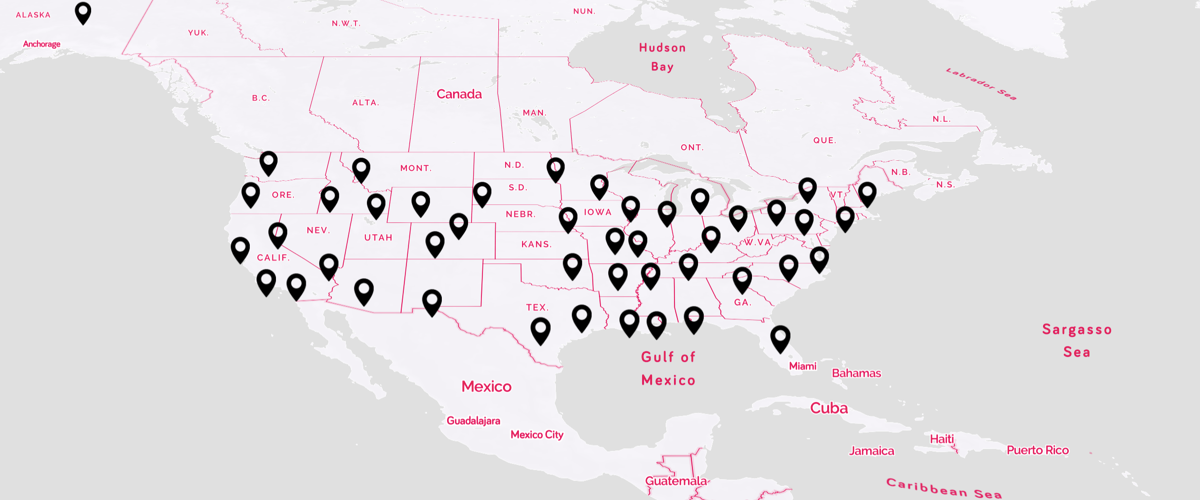 ALASKA
Anchorage
YUK.
N.W.T.
NUN.
Hudson
Bay
Labrador Sea
B.C.
ALTA.
Canada
MAN.
ONT.
QUE.
N.L.
N.B.
N.S.
MONT.
N.D.
S.D.
ORE.
IOWA
VT.
NEBR.
NEV.
UTAH
KANS.
W.VA
CALIF.
TEX.
GA.
Gulf of
Mexico
Sargasso
Sea
Miami
Bahamas
Mexico
Cuba
Guadalajara
Mexico City
Haiti
Jamaica
Puerto Rico
Guatemala
Caribbean Sea